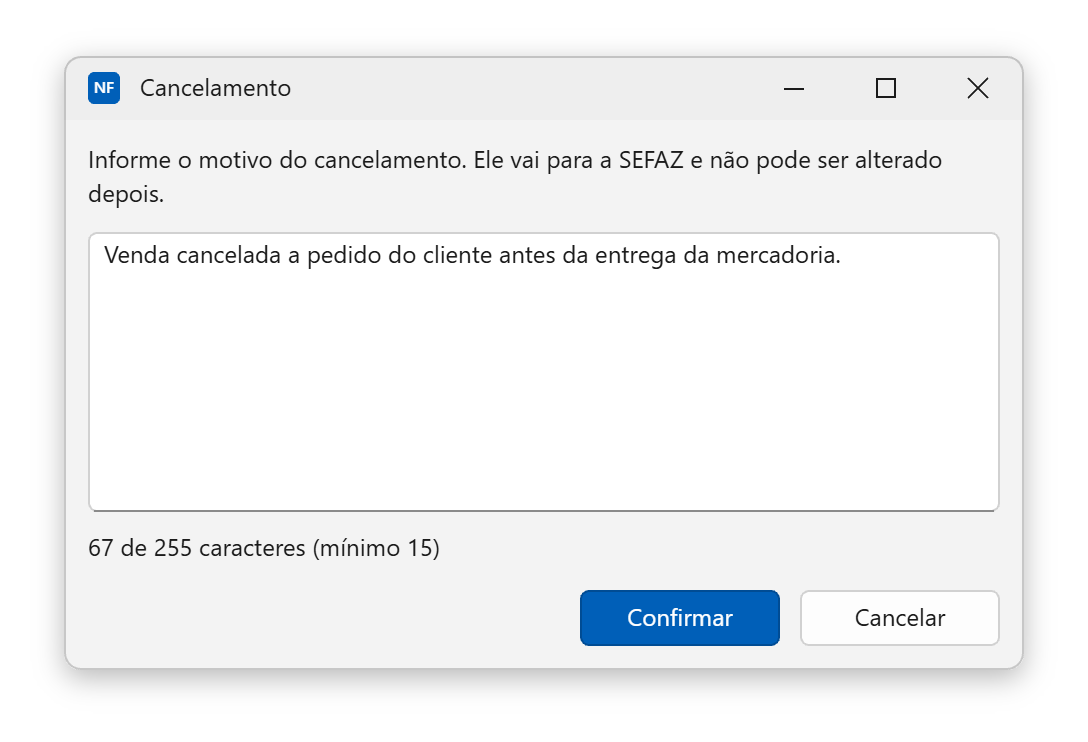 NF Cancelamento
Informe o motivo do cancelamento. Ele vai para a SEFAZ e não pode ser alterado
depois.
Venda cancelada a pedido do cliente antes da entrega da mercadoria.
67 de 255 caracteres (mínimo 15)
Confirmar Cancelar